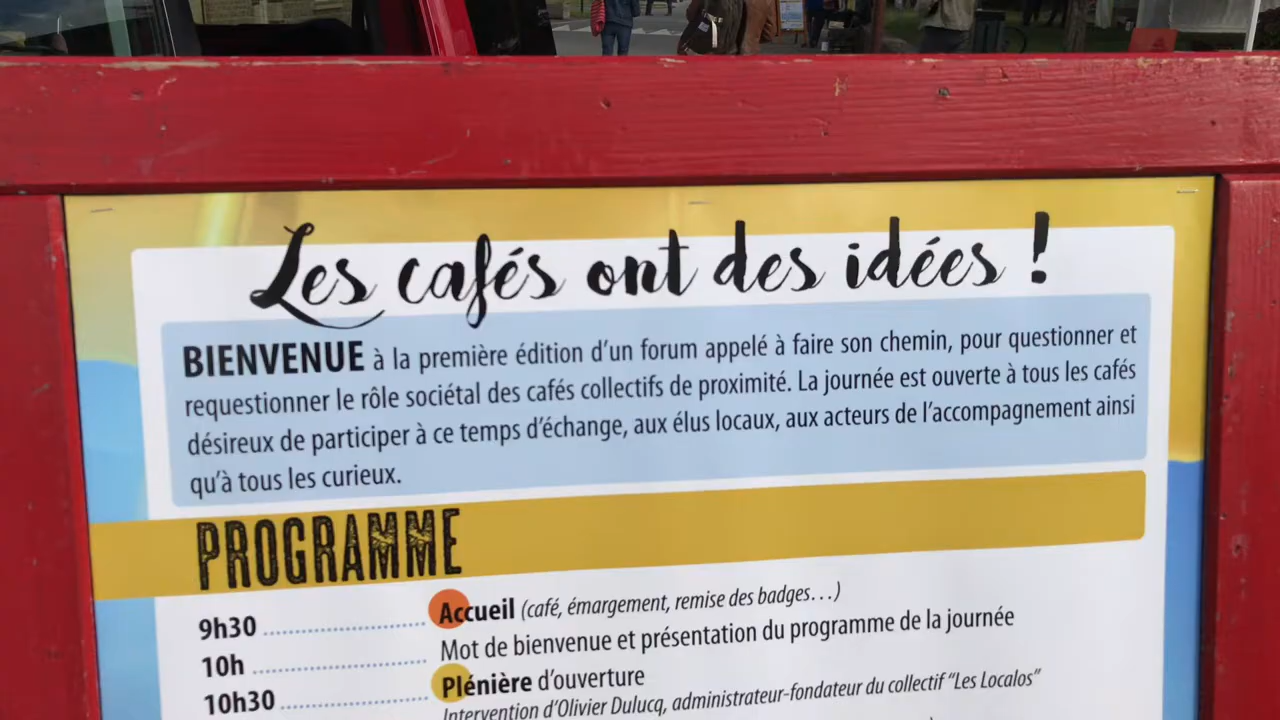 Les cafés ont des idées !
BIENVENUE à la première édition d'un forum appelé à faire son chemin, pour questionner et
requestionner le rôle sociétal des cafés collectifs de proximité. La journée est ouverte à tous les cafés
désireux de participer à ce temps d'échange, aux élus locaux, aux acteurs de l'accompagnement ainsi
qu'à tous les curieux.
PROGRAMME
9h30 .......................... Accueil (café, émargement, remise des badges…)
10h .......................... Mot de bienvenue et présentation du programme de la journée
10h30 .......................... Plénière d'ouverture
Intervention d'Olivier Dulucq, administrateur-fondateur du collectif “Les Localos”